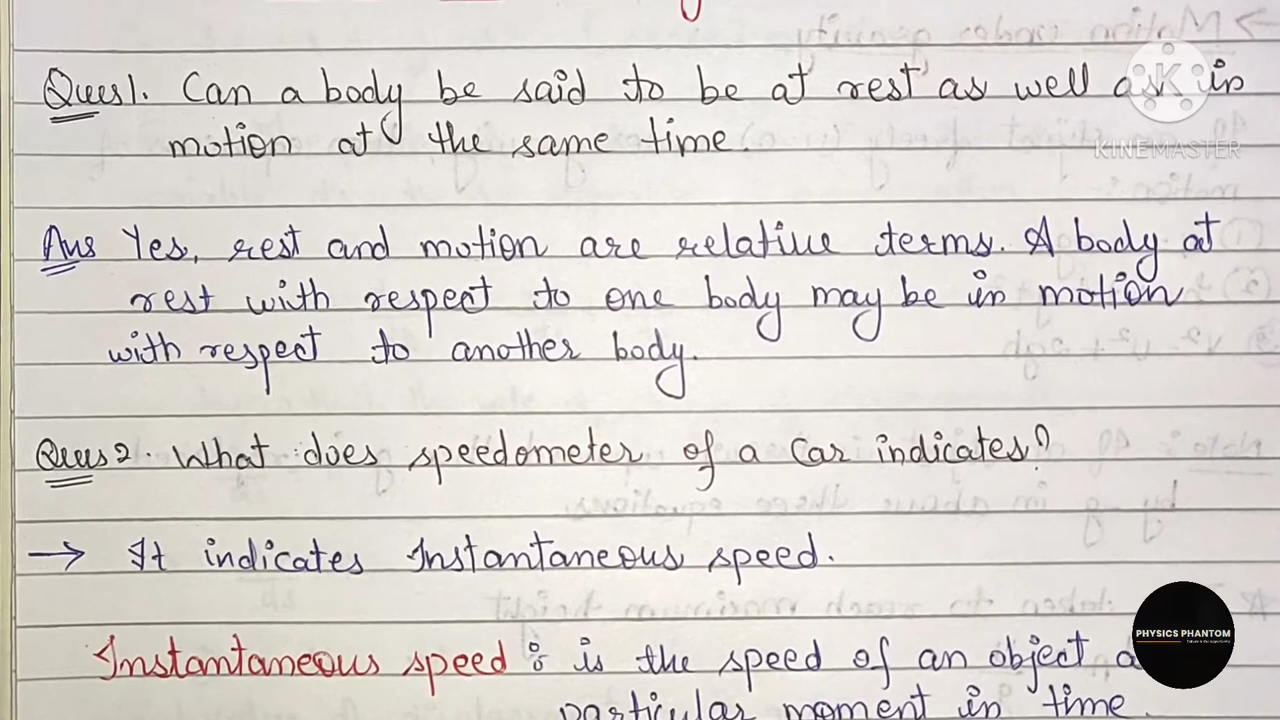 Ques1. Can a body be said to be at rest as well as in
motion at the same time.
Ans Yes, rest and motion are relative terms. A body at
rest with respect to one body may be in motion
with respect to another body.
Ques 2. What does speedometer of a Car indicates?
→ It indicates Instantaneous speed.
Instantaneous speed : is the speed of an object
particular moment in time.
KINEMASTER
PHYSICS PHANTOM